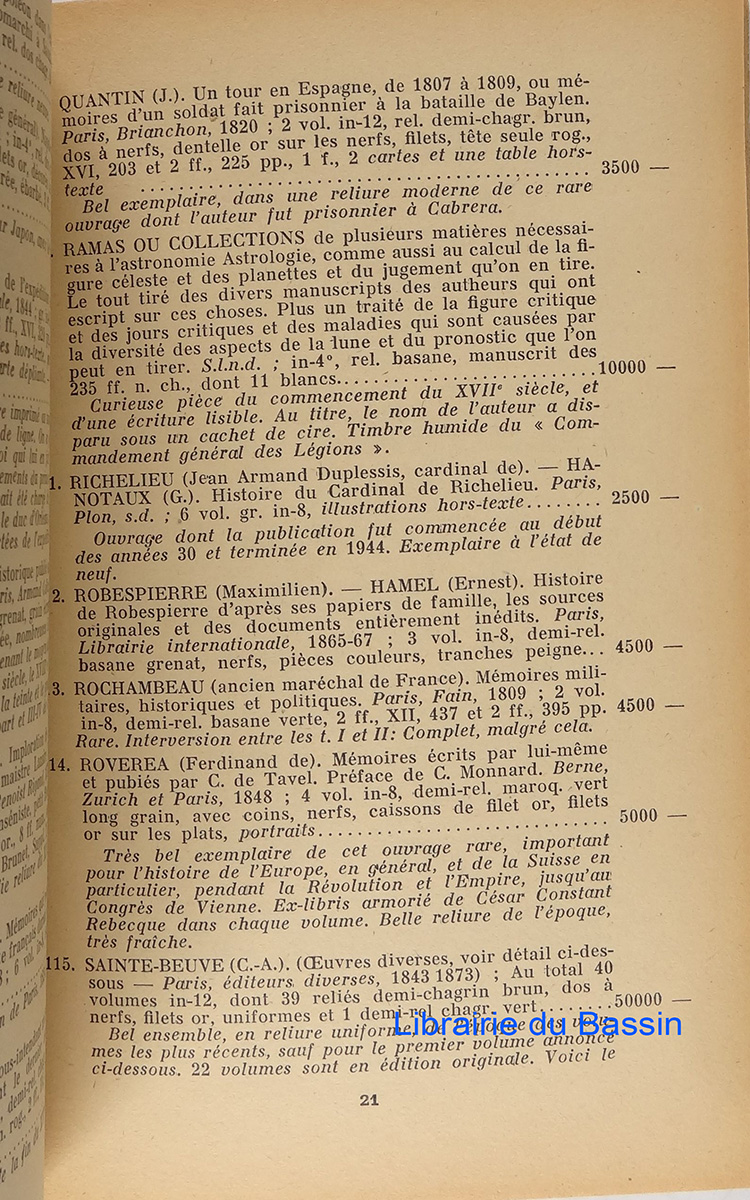 QUANTIN (J.). Un tour en Espagne, de 1807 à 1809, ou mé-
moires d'un soldat fait prisonnier à la bataille de Baylen.
Paris, Brianchon, 1820 ; 2 vol. in-12, rel. demi-chagr. brun,
dos à nerfs, dentelle or sur les nerfs, filets, tête seule rog.,
XVI, 203 et 2 ff., 225 pp., 1 f., 2 cartes et une table hors-
texte ........................................ 3500 —
Bel exemplaire, dans une reliure moderne de ce rare
ouvrage dont l'auteur fut prisonnier à Cabrera.
. RAMAS OU COLLECTIONS de plusieurs matières nécessai-
res à l'astronomie Astrologie, comme aussi au calcul de la fi-
gure céleste et des planettes et du jugement qu'on en tire.
Le tout tiré des divers manuscripts des autheurs qui ont
escript sur ces choses. Plus un traité de la figure critique
et des jours critiques et des maladies qui sont causées par
la diversité des aspects de la lune et du pronostic que l'on
peut en tirer. S.l.n.d. ; in-4°, rel. basane, manuscrit des
235 ff. n. ch., dont 11 blancs..........................10000 —
Curieuse pièce du commencement du XVIIe siècle, et
d'une écriture lisible. Au titre, le nom de l'auteur a dis-
paru sous un cachet de cire. Timbre humide du « Com-
mandement général des Légions ».
1. RICHELIEU (Jean Armand Duplessis, cardinal de). — HA-
NOTAUX (G.). Histoire du Cardinal de Richelieu. Paris,
Plon, s.d. ; 6 vol. gr. in-8, illustrations hors-texte........ 2500 —
Ouvrage dont la publication fut commencée au début
des années 30 et terminée en 1944. Exemplaire à l'état de
neuf.
2. ROBESPIERRE (Maximilien). — HAMEL (Ernest). Histoire
de Robespierre d'après ses papiers de famille, les sources
originales et des documents entièrement inédits. Paris,
Librairie internationale, 1865-67 ; 3 vol. in-8, demi-rel.
basane grenat, nerfs, pièces couleurs, tranches peigne... 4500 —
3. ROCHAMBEAU (ancien maréchal de France). Mémoires mili-
taires, historiques et politiques. Paris, Fain, 1809 ; 2 vol.
in-8, demi-rel. basane verte, 2 ff., XII, 437 et 2 ff., 395 pp. 4500 —
Rare. Interversion entre les t. I et II: Complet, malgré cela.
14. ROVEREA (Ferdinand de). Mémoires écrits par lui-même
et pubiés par C. de Tavel. Préface de C. Monnard. Berne,
Zurich et Paris, 1848 ; 4 vol. in-8, demi-rel. maroq. vert
long grain, avec coins, nerfs, caissons de filet or, filets
or sur les plats, portraits............................ 5000 —
Très bel exemplaire de cet ouvrage rare, important
pour l'histoire de l'Europe, en général, et de la Suisse en
particulier, pendant la Révolution et l'Empire, jusqu'au
Congrès de Vienne. Ex-libris armorié de César Constant
Rebecque dans chaque volume. Belle reliure de l'époque,
très fraîche.
115. SAINTE-BEUVE (C.-A.). (Œuvres diverses, voir détail ci-des-
sous — Paris, éditeurs diverses, 1843 1873) ; Au total 40
volumes in-12, dont 39 reliés demi-chagrin brun, dos à
nerfs, filets or, uniformes et 1 demi-rel chagr. vert ........50000 —
Librairie du Bassin
Bel ensemble, en reliure uniforme de l'époque des volu-
mes les plus récents, sauf pour le premier volume annoncé
ci-dessous. 22 volumes sont en édition originale. Voici le
21